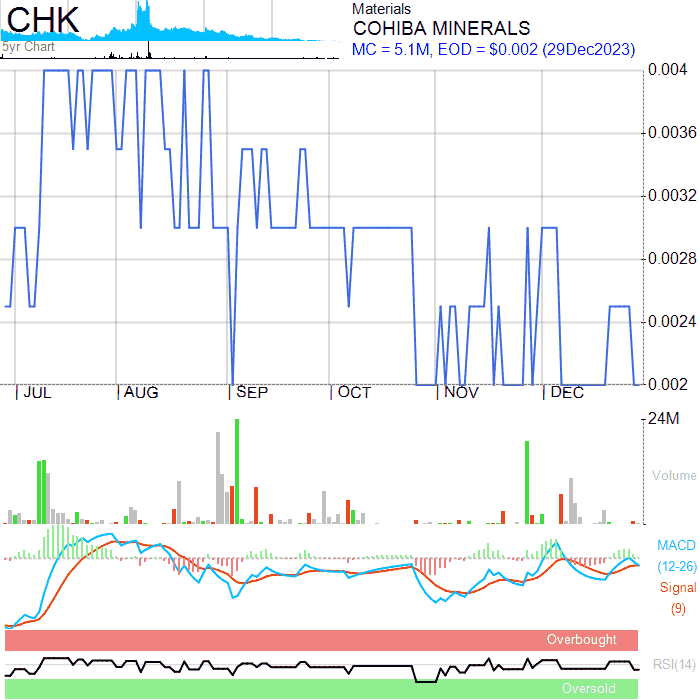 CHK
5yr Chart
Materials
COHIBA MINERALS
MC = 5.1M, EOD = $0.002 (29Dec2023)
0.004
0.0036
0.0032
0.0028
0.0024
0.002
JUL AUG SEP OCT NOV DEC
24M
Volume
MACD
(12-26)
Signal
(9)
Overbought
RSI(14)
Oversold